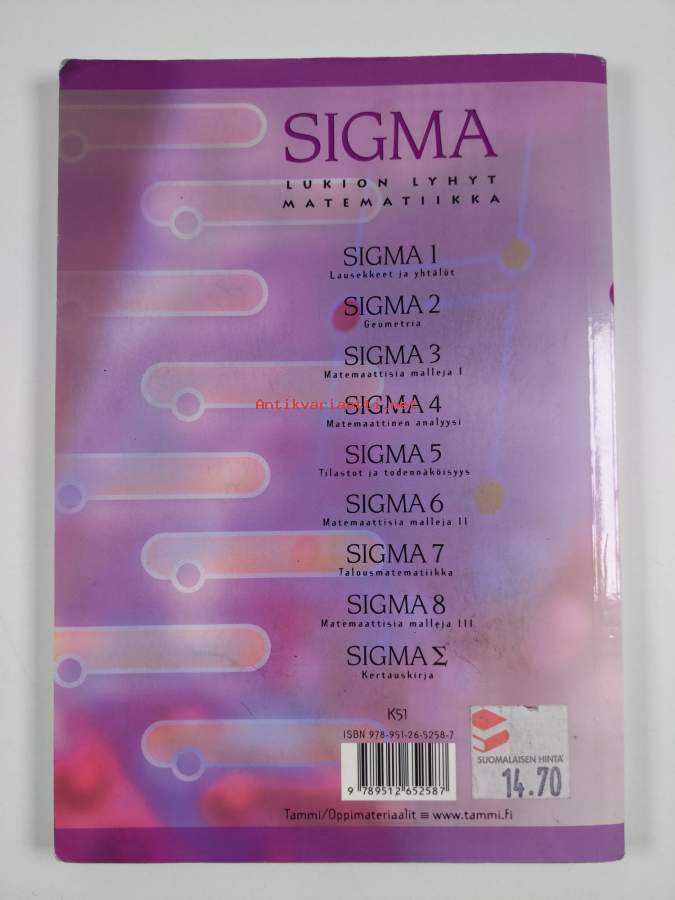 SIGMA
LUKION LYHYT
MATEMATIIKKA
SIGMA 1
Lausekkeet ja yhtälöt
SIGMA 2
Geometria
SIGMA 3
Matemaattisia malleja I
Antikvariaatti.net
SIGMA 4
Matemaattinen analyysi
SIGMA 5
Tilastot ja todennäköisyys
SIGMA 6
Matemaattisia malleja II
SIGMA 7
Talousmatematiikka
SIGMA 8
Matemaattisia malleja III
SIGMA Σ
Kertauskirja
K51
ISBN 978-951-26-5258-7
9 789512 652587
SUOMALAISEN HINTA
14.70
Tammi/Oppimateriaalit ≡ www.tammi.fi